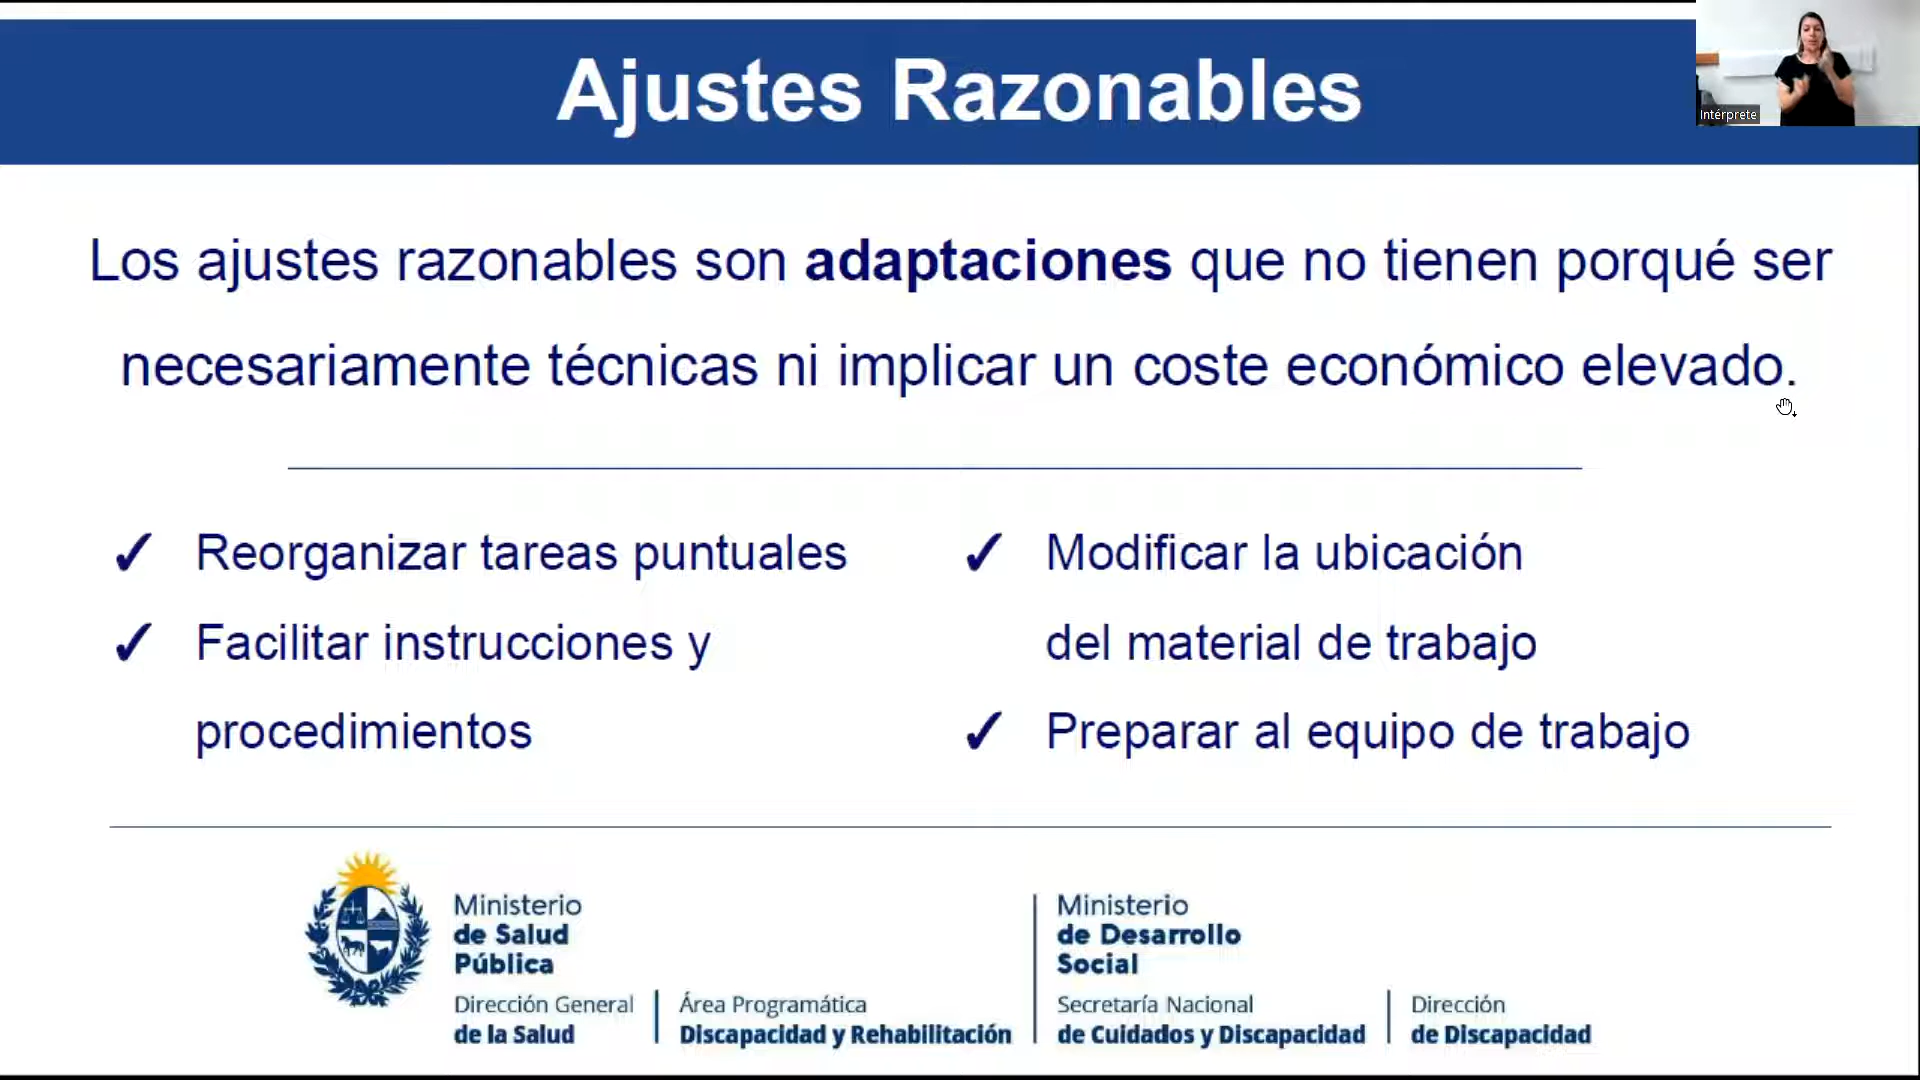 Ajustes Razonables
Intérprete
Los ajustes razonables son adaptaciones que no tienen porqué ser
necesariamente técnicas ni implicar un coste económico elevado.
✓ Reorganizar tareas puntuales
✓ Facilitar instrucciones y
procedimientos
✓ Modificar la ubicación
del material de trabajo
✓ Preparar al equipo de trabajo
Ministerio
de Salud
Pública
Dirección General
de la Salud
Área Programática
Discapacidad y Rehabilitación
Ministerio
de Desarrollo
Social
Secretaría Nacional
de Cuidados y Discapacidad
Dirección
de Discapacidad